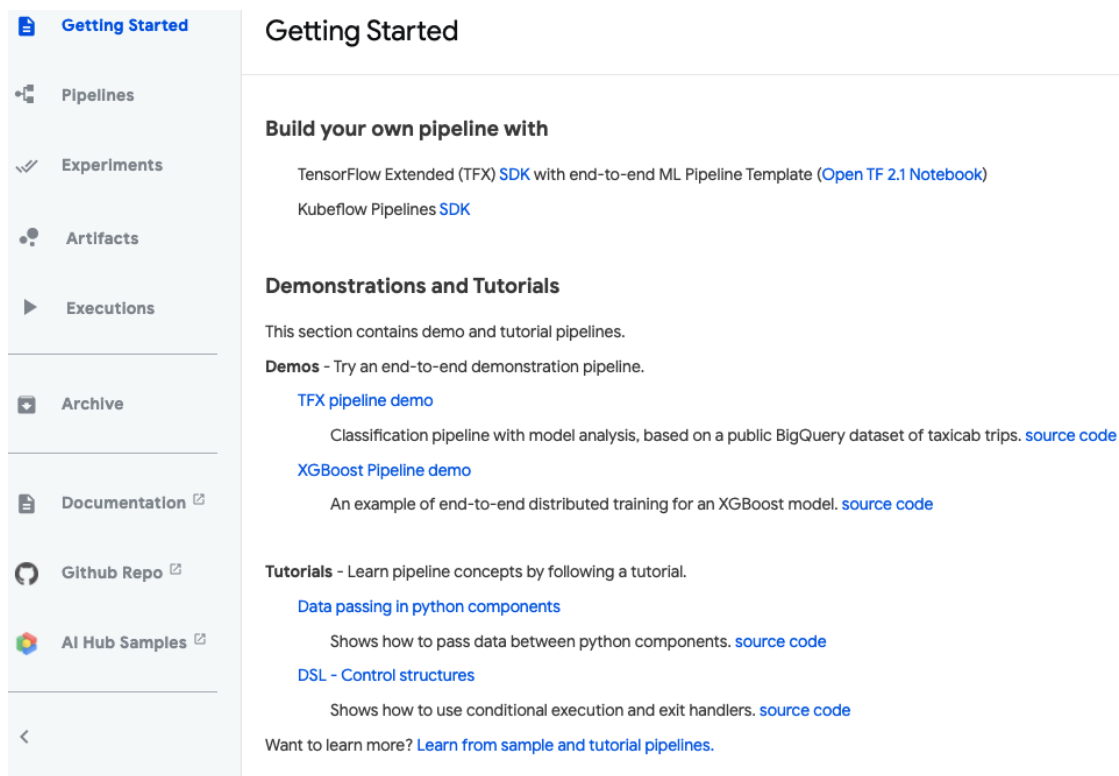 Getting Started
Pipelines
Experiments
Artifacts
Executions
Archive
Documentation
Github Repo
AI Hub Samples
Getting Started
Build your own pipeline with
TensorFlow Extended (TFX) SDK with end-to-end ML Pipeline Template (Open TF 2.1 Notebook)
Kubeflow Pipelines SDK
Demonstrations and Tutorials
This section contains demo and tutorial pipelines.
Demos - Try an end-to-end demonstration pipeline.
TFX pipeline demo
Classification pipeline with model analysis, based on a public BigQuery dataset of taxicab trips. source code
XGBoost Pipeline demo
An example of end-to-end distributed training for an XGBoost model. source code
Tutorials - Learn pipeline concepts by following a tutorial.
Data passing in python components
Shows how to pass data between python components. source code
DSL - Control structures
Shows how to use conditional execution and exit handlers. source code
Want to learn more? Learn from sample and tutorial pipelines.